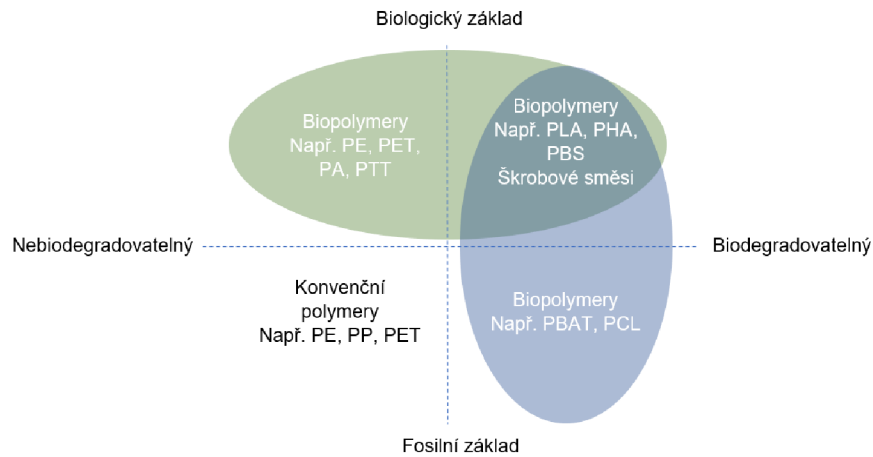 Biologický základ
Biopolymery
Např. PE, PET,
PA, PTT
Biopolymery
Např. PLA, PHA,
PBS
Škrobové směsi
Nebiodegradovatelný
Biodegradovatelný
Konvenční
polymery
Např. PE, PP, PET
Biopolymery
Např. PBAT, PCL
Fosilní základ